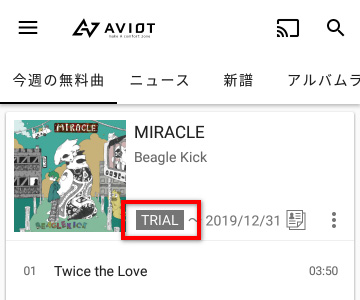 AVIOT
make a comfort zone
今週の無料曲 ニュース 新譜 アルバムラ
MIRACLE
BEAGLEKICK
MIRACLE
Beagle Kick
TRIAL ～ 2019/12/31
01 Twice the Love 03:50